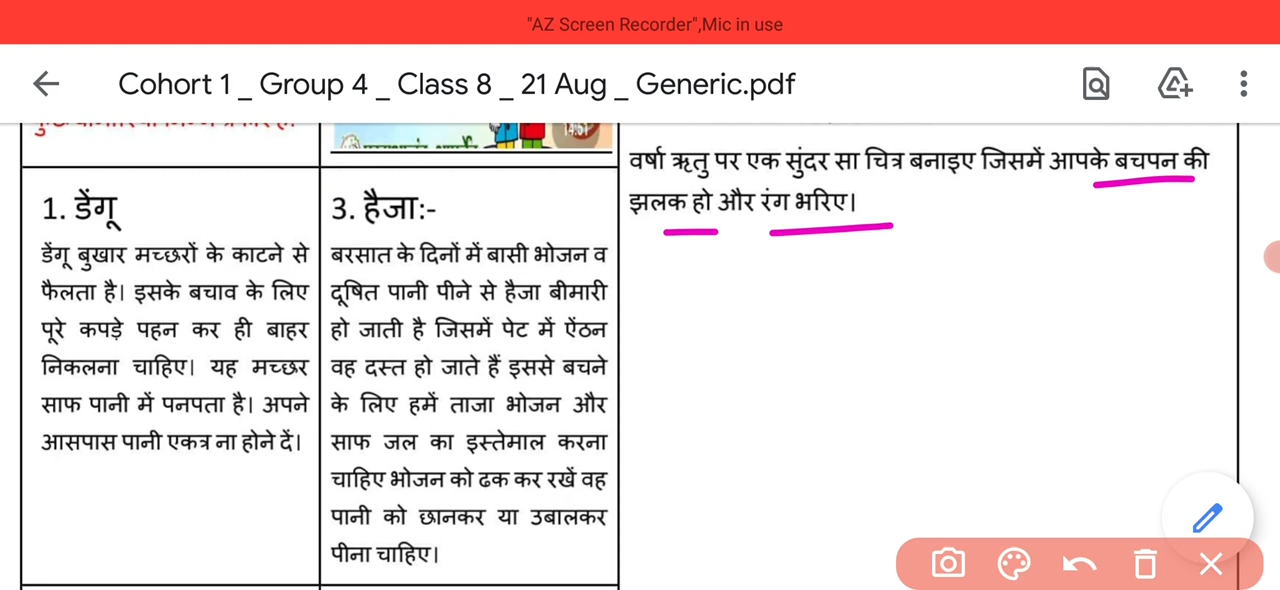 "AZ Screen Recorder",Mic in use
Cohort 1 _ Group 4 _ Class 8 _ 21 Aug _ Generic.pdf
14:51
1. डेंगू
डेंगू बुखार मच्छरों के काटने से
फैलता है। इसके बचाव के लिए
पूरे कपड़े पहन कर ही बाहर
निकलना चाहिए। यह मच्छर
साफ पानी में पनपता है। अपने
आसपास पानी एकत्र ना होने दें।
3. हैजा:-
बरसात के दिनों में बासी भोजन व
दूषित पानी पीने से हैजा बीमारी
हो जाती है जिसमें पेट में ऐंठन
वह दस्त हो जाते हैं इससे बचने
के लिए हमें ताजा भोजन और
साफ जल का इस्तेमाल करना
चाहिए भोजन को ढक कर रखें वह
पानी को छानकर या उबालकर
पीना चाहिए।
वर्षा ऋतु पर एक सुंदर सा चित्र बनाइए जिसमें आपके बचपन की
झलक हो और रंग भरिए।